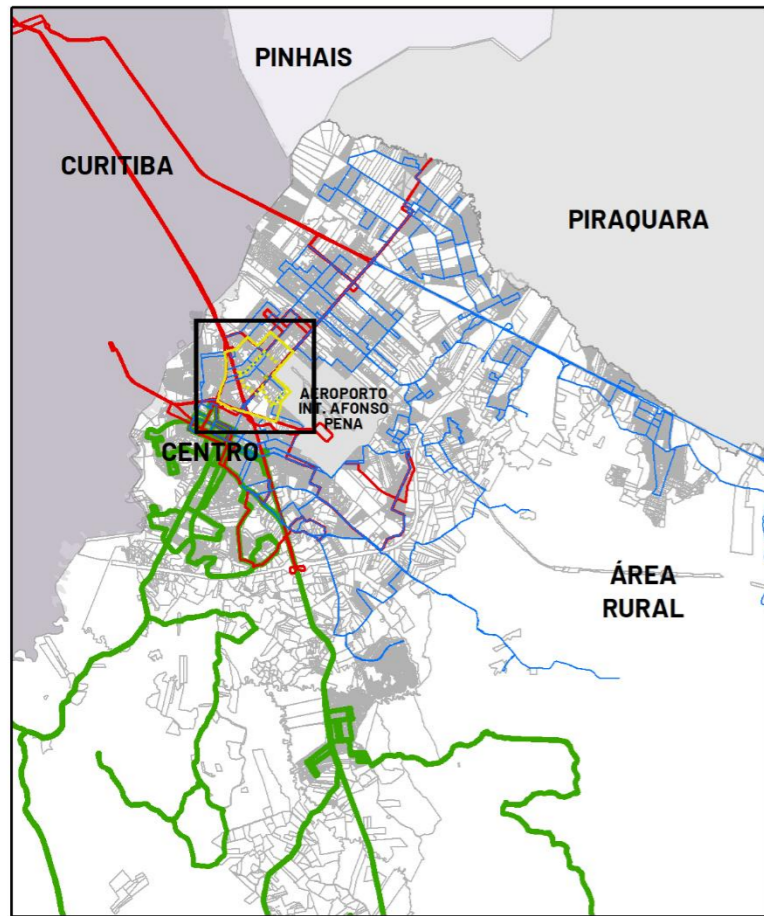 PINHAIS
CURITIBA
PIRAQUARA
AEROPORTO
INT. AFONSO
PENA
CENTRO
ÁREA
RURAL